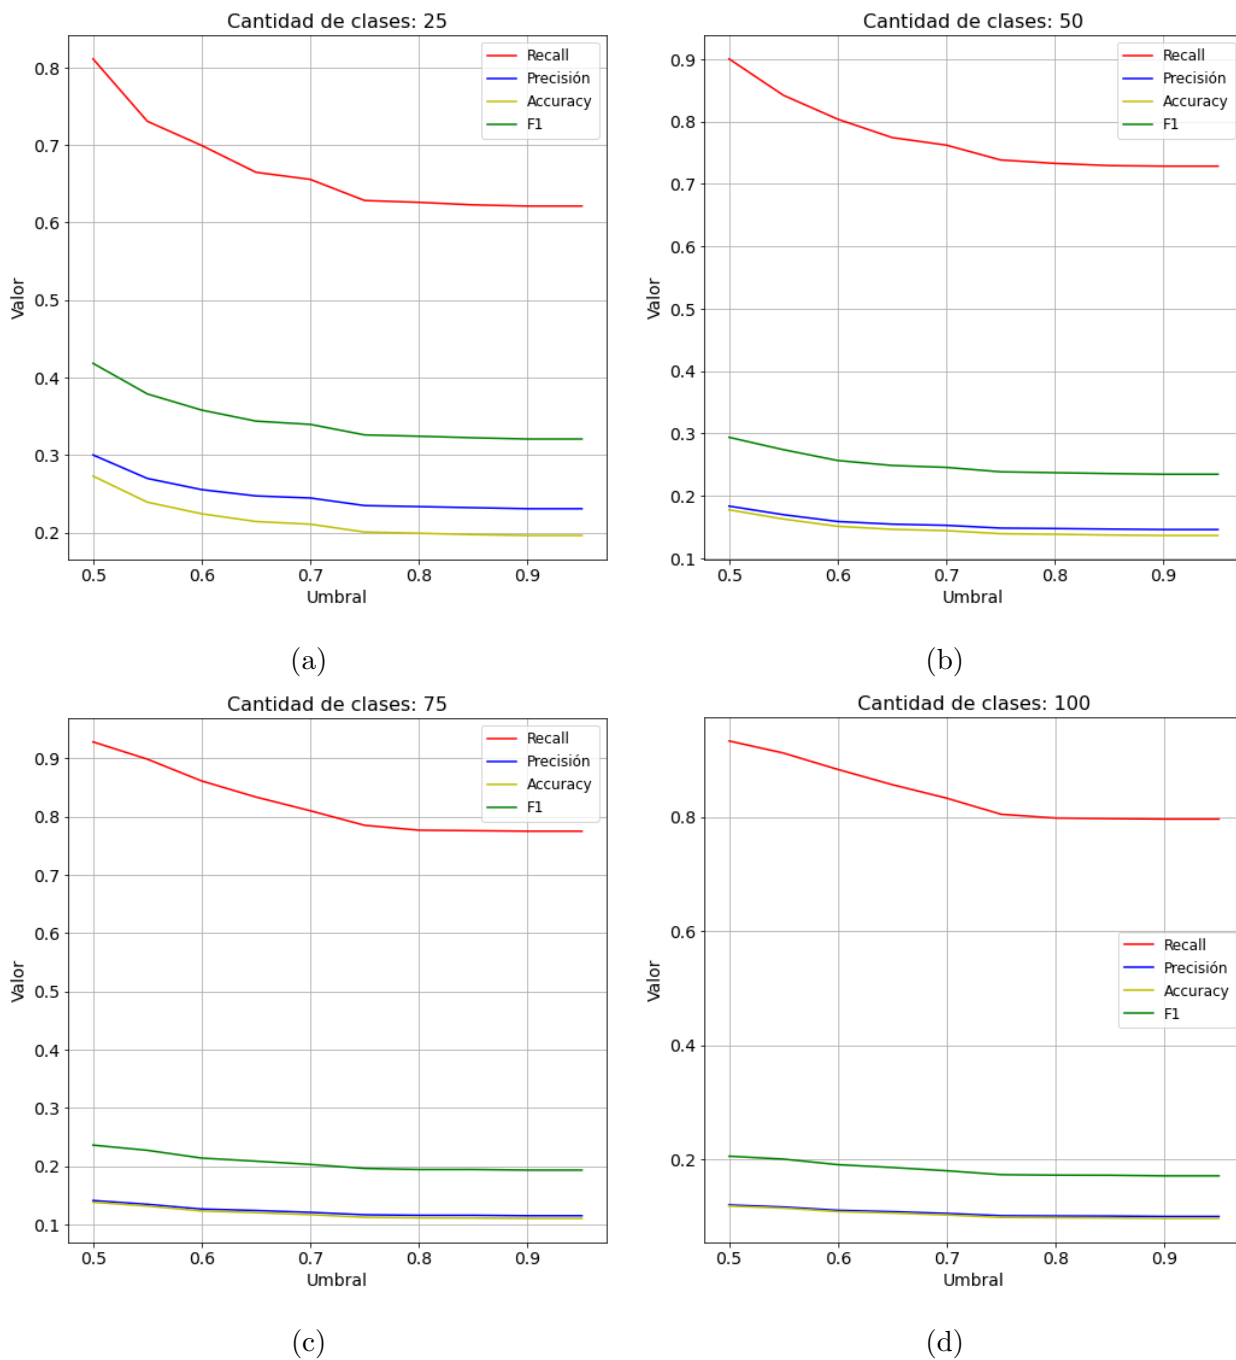 Cantidad de clases: 25
Recall
Precisión
Accuracy
F1
0.8
0.7
0.6
0.5
0.4
0.3
0.2
Valor
0.5 0.6 0.7 0.8 0.9
Umbral
(a)
Cantidad de clases: 50
Recall
Precisión
Accuracy
F1
0.9
0.8
0.7
0.6
0.5
0.4
0.3
0.2
0.1
Valor
0.5 0.6 0.7 0.8 0.9
Umbral
(b)
Cantidad de clases: 75
Recall
Precisión
Accuracy
F1
0.9
0.8
0.7
0.6
0.5
0.4
0.3
0.2
0.1
Valor
0.5 0.6 0.7 0.8 0.9
Umbral
(c)
Cantidad de clases: 100
0.8
0.6
0.4
0.2
Valor
Recall
Precisión
Accuracy
F1
0.5 0.6 0.7 0.8 0.9
Umbral
(d)